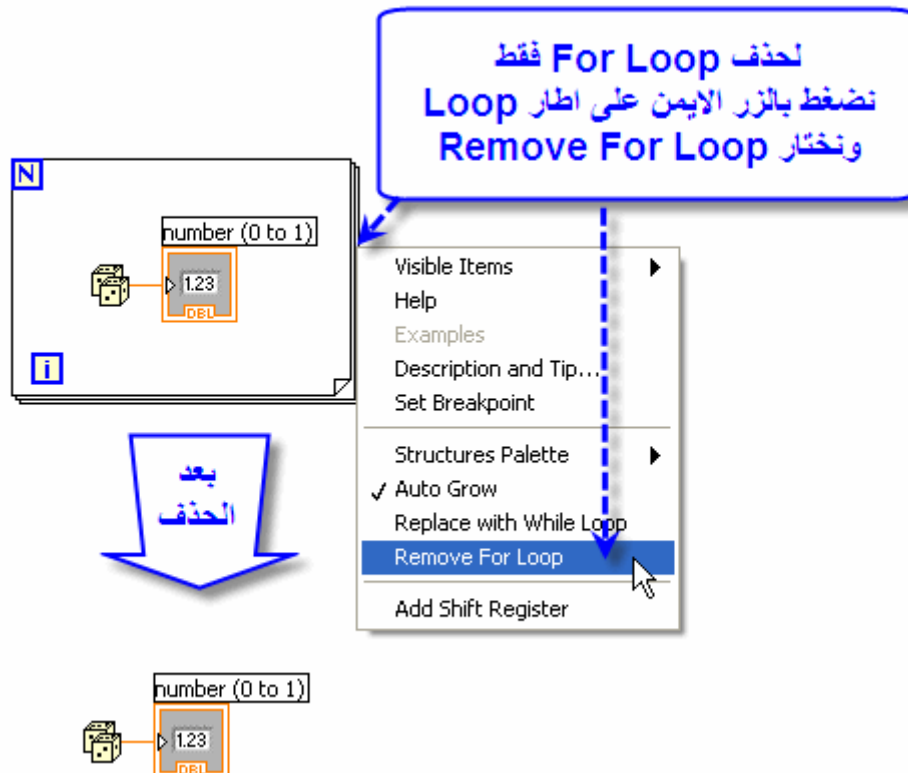 لحذف For Loop فقط
نضغط بالزر الايمن على اطار Loop
ونختار Remove For Loop
N
number (0 to 1)
1.23
DBL
i
Visible Items
Help
Examples
Description and Tip...
Set Breakpoint
Structures Palette
Auto Grow
Replace with While Loop
Remove For Loop
Add Shift Register
بعد
الحذف
number (0 to 1)
1.23
DBL